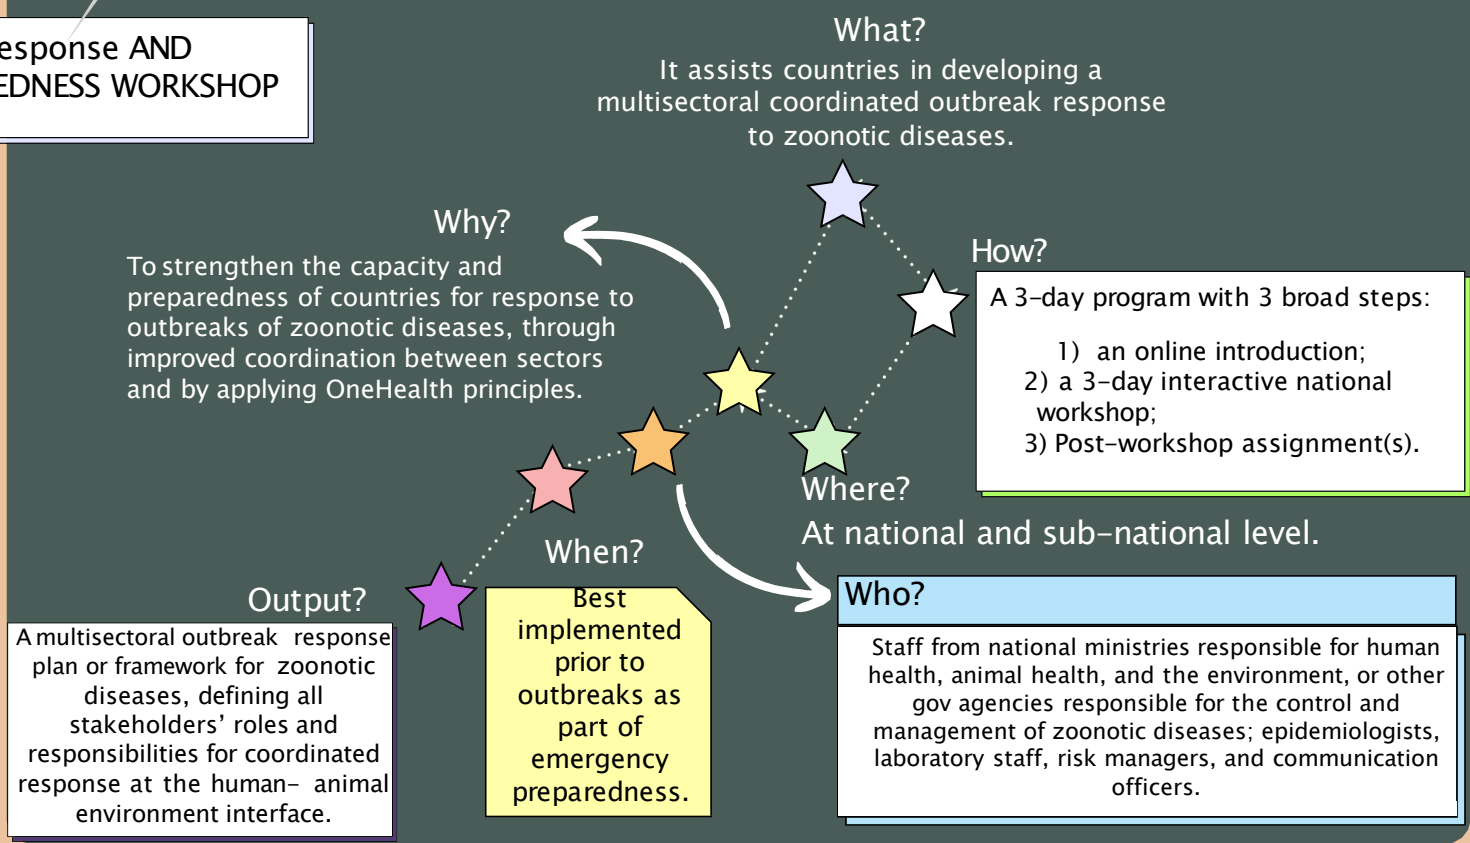 esponse AND
EDNESS WORKSHOP
What?
It assists countries in developing a
multisectoral coordinated outbreak response
to zoonotic diseases.
Why?
To strengthen the capacity and
preparedness of countries for response to
outbreaks of zoonotic diseases, through
improved coordination between sectors
and by applying OneHealth principles.
How?
A 3-day program with 3 broad steps:
1) an online introduction;
2) a 3-day interactive national
workshop;
3) Post-workshop assignment(s).
Where?
At national and sub-national level.
When?
Best
implemented
prior to
outbreaks as
part of
emergency
preparedness.
Output?
A multisectoral outbreak response
plan or framework for zoonotic
diseases, defining all
stakeholders’ roles and
responsibilities for coordinated
response at the human- animal
environment interface.
Who?
Staff from national ministries responsible for human
health, animal health, and the environment, or other
gov agencies responsible for the control and
management of zoonotic diseases; epidemiologists,
laboratory staff, risk managers, and communication
officers.